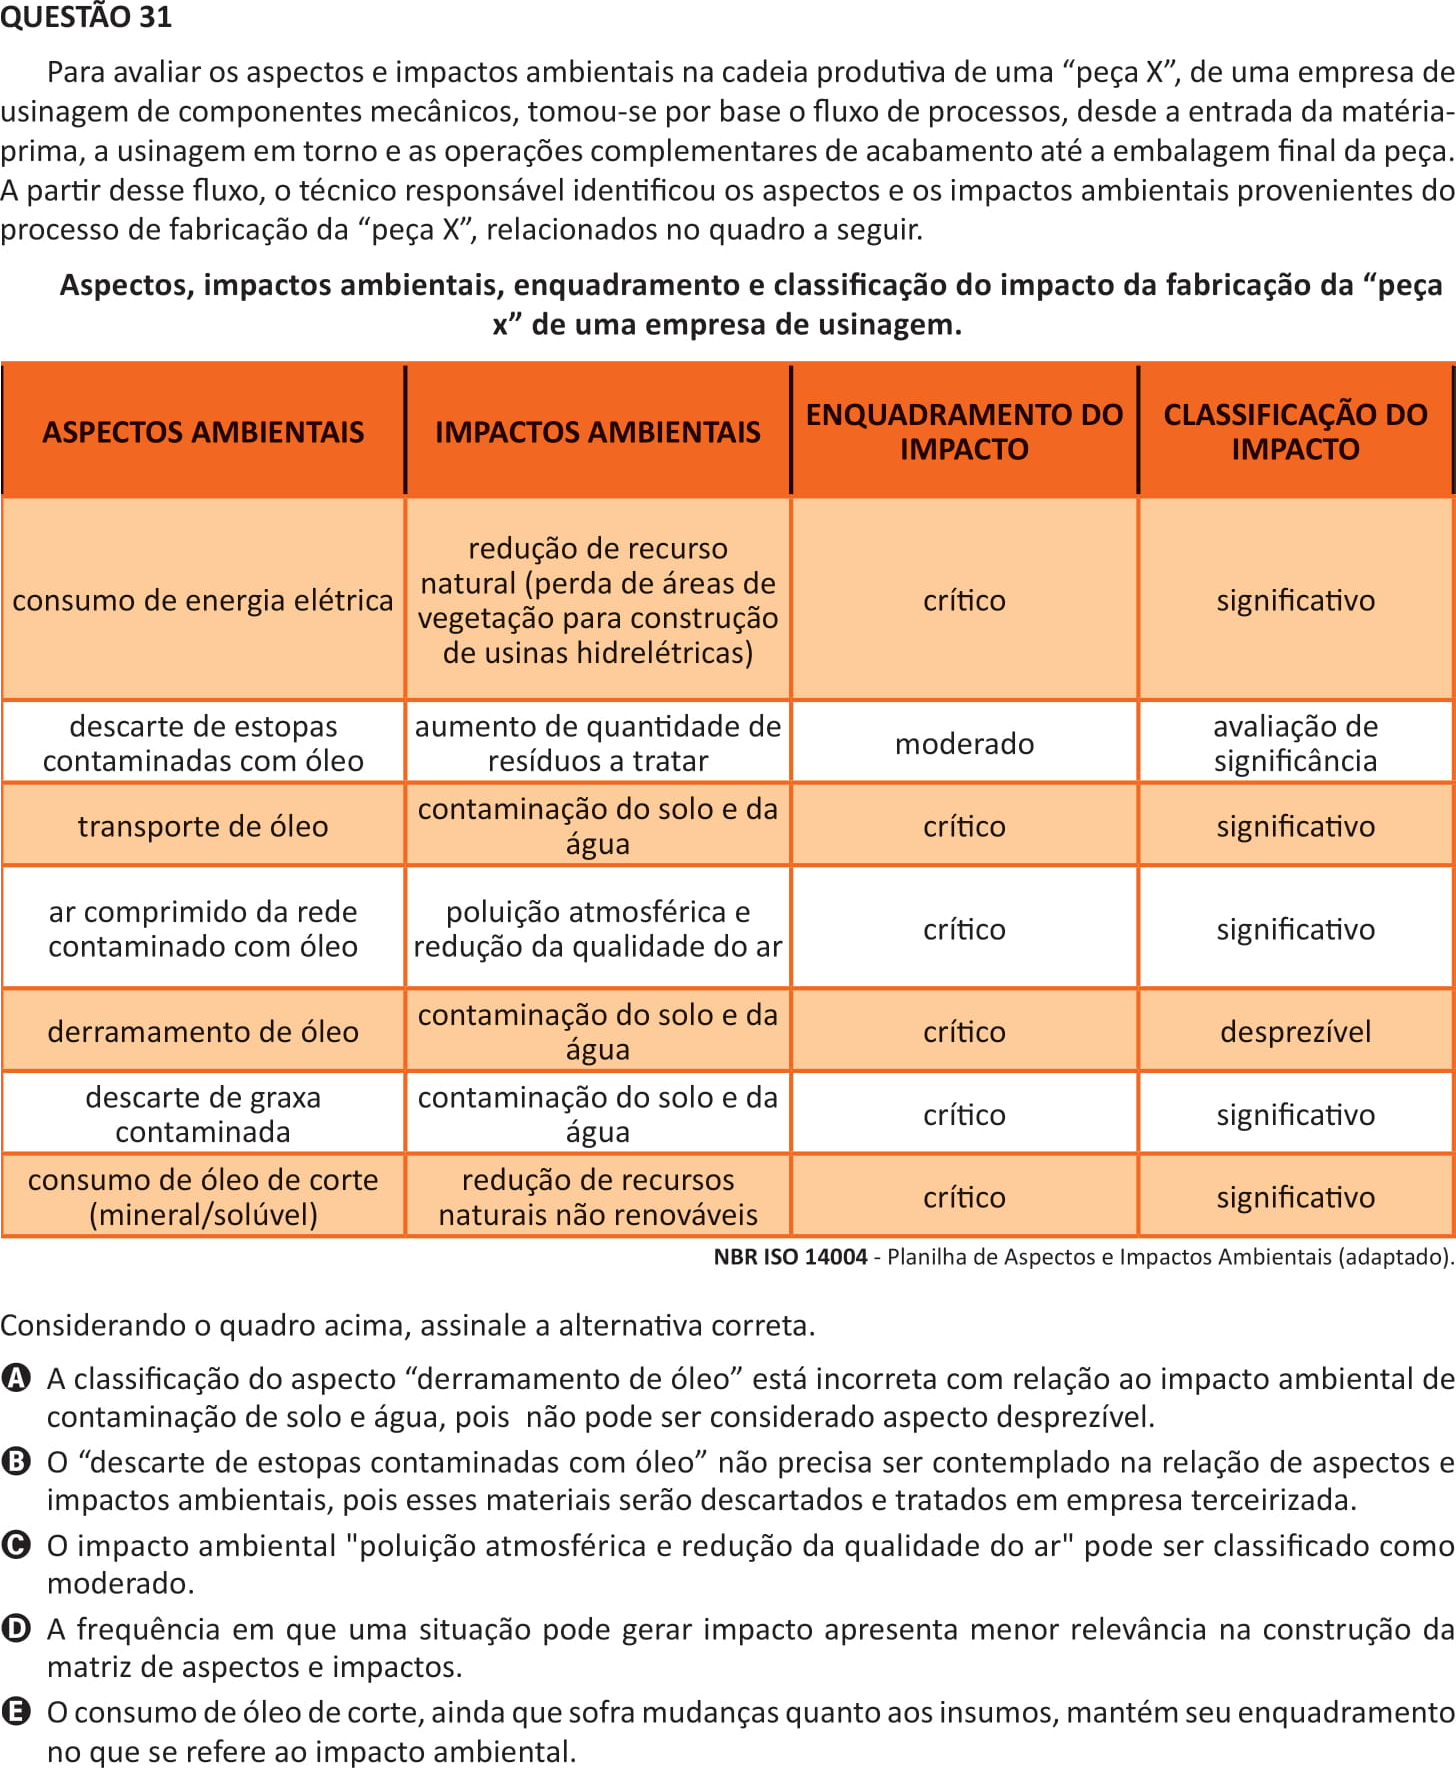 QUESTÃO 31
Para avaliar os aspectos e impactos ambientais na cadeia produtiva de uma “peça X”, de uma empresa de
usinagem de componentes mecânicos, tomou-se por base o fluxo de processos, desde a entrada da matéria-
prima, a usinagem em torno e as operações complementares de acabamento até a embalagem final da peça.
A partir desse fluxo, o técnico responsável identificou os aspectos e os impactos ambientais provenientes do
processo de fabricação da “peça X”, relacionados no quadro a seguir.
Aspectos, impactos ambientais, enquadramento e classificação do impacto da fabricação da “peça
x” de uma empresa de usinagem.
ASPECTOS AMBIENTAIS
IMPACTOS AMBIENTAIS
ENQUADRAMENTO DO
IMPACTO
CLASSIFICAÇÃO DO
IMPACTO
consumo de energia elétrica
redução de recurso
natural (perda de áreas de
vegetação para construção
de usinas hidrelétricas)
crítico
significativo
descarte de estopas
contaminadas com óleo
aumento de quantidade de
resíduos a tratar
moderado
avaliação de
significância
transporte de óleo
contaminação do solo e da
água
crítico
significativo
ar comprimido da rede
contaminado com óleo
poluição atmosférica e
redução da qualidade do ar
crítico
significativo
derramamento de óleo
contaminação do solo e da
água
crítico
desprezível
descarte de graxa
contaminada
contaminação do solo e da
água
crítico
significativo
consumo de óleo de corte
(mineral/solúvel)
redução de recursos
naturais não renováveis
crítico
significativo
NBR ISO 14004 - Planilha de Aspectos e Impactos Ambientais (adaptado).
Considerando o quadro acima, assinale a alternativa correta.
A A classificação do aspecto “derramamento de óleo” está incorreta com relação ao impacto ambiental de
contaminação de solo e água, pois não pode ser considerado aspecto desprezível.
B O “descarte de estopas contaminadas com óleo” não precisa ser contemplado na relação de aspectos e
impactos ambientais, pois esses materiais serão descartados e tratados em empresa terceirizada.
C O impacto ambiental "poluição atmosférica e redução da qualidade do ar" pode ser classificado como
moderado.
D A frequência em que uma situação pode gerar impacto apresenta menor relevância na construção da
matriz de aspectos e impactos.
E O consumo de óleo de corte, ainda que sofra mudanças quanto aos insumos, mantém seu enquadramento
no que se refere ao impacto ambiental.